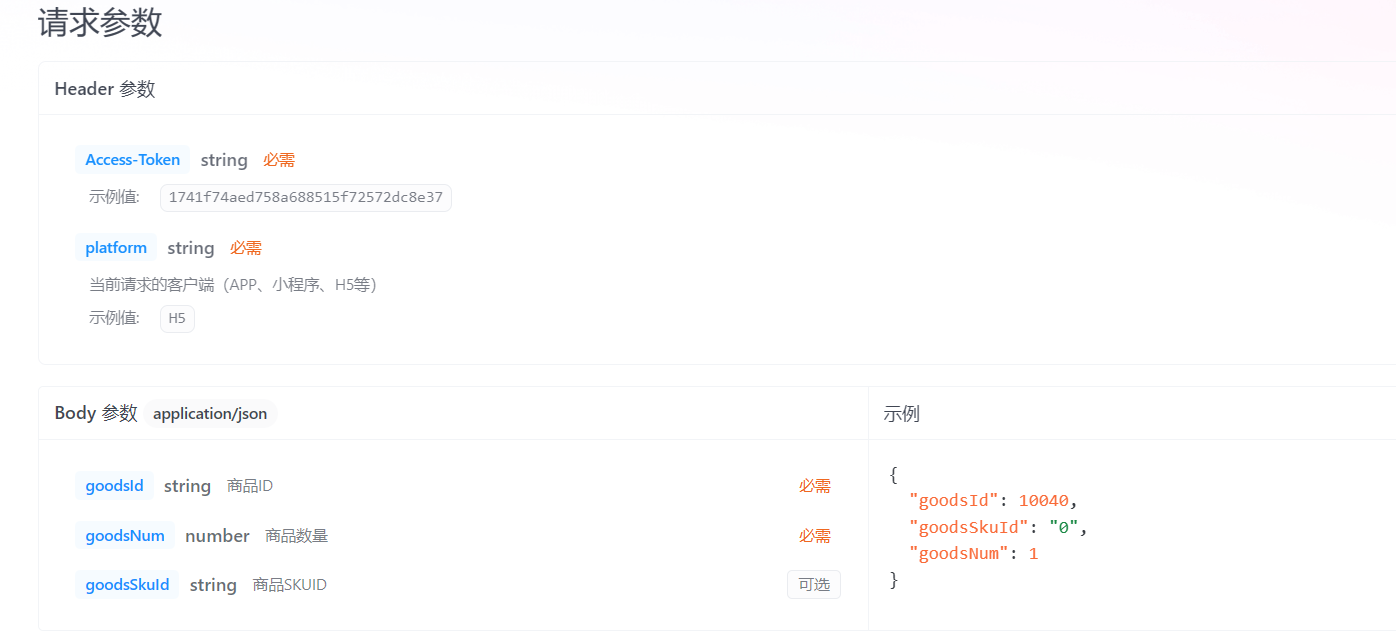 请求参数
Header 参数
Access-Token string 必需
示例值: 1741f74aed758a688515f72572dc8e37
platform string 必需
当前请求的客户端（APP、小程序、H5等）
示例值: H5
Body 参数 application/json
goodsId string 商品ID 必需
goodsNum number 商品数量 必需
goodsSkuId string 商品SKUID 可选
示例
{
"goodsId": 10040,
"goodsSkuId": "0",
"goodsNum": 1
}